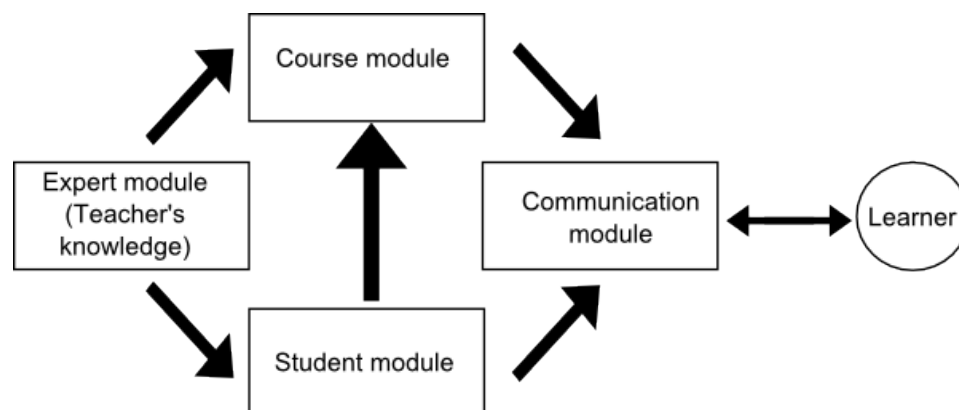 Course module
Expert module
(Teacher's
knowledge)
Communication
module
Learner
Student module